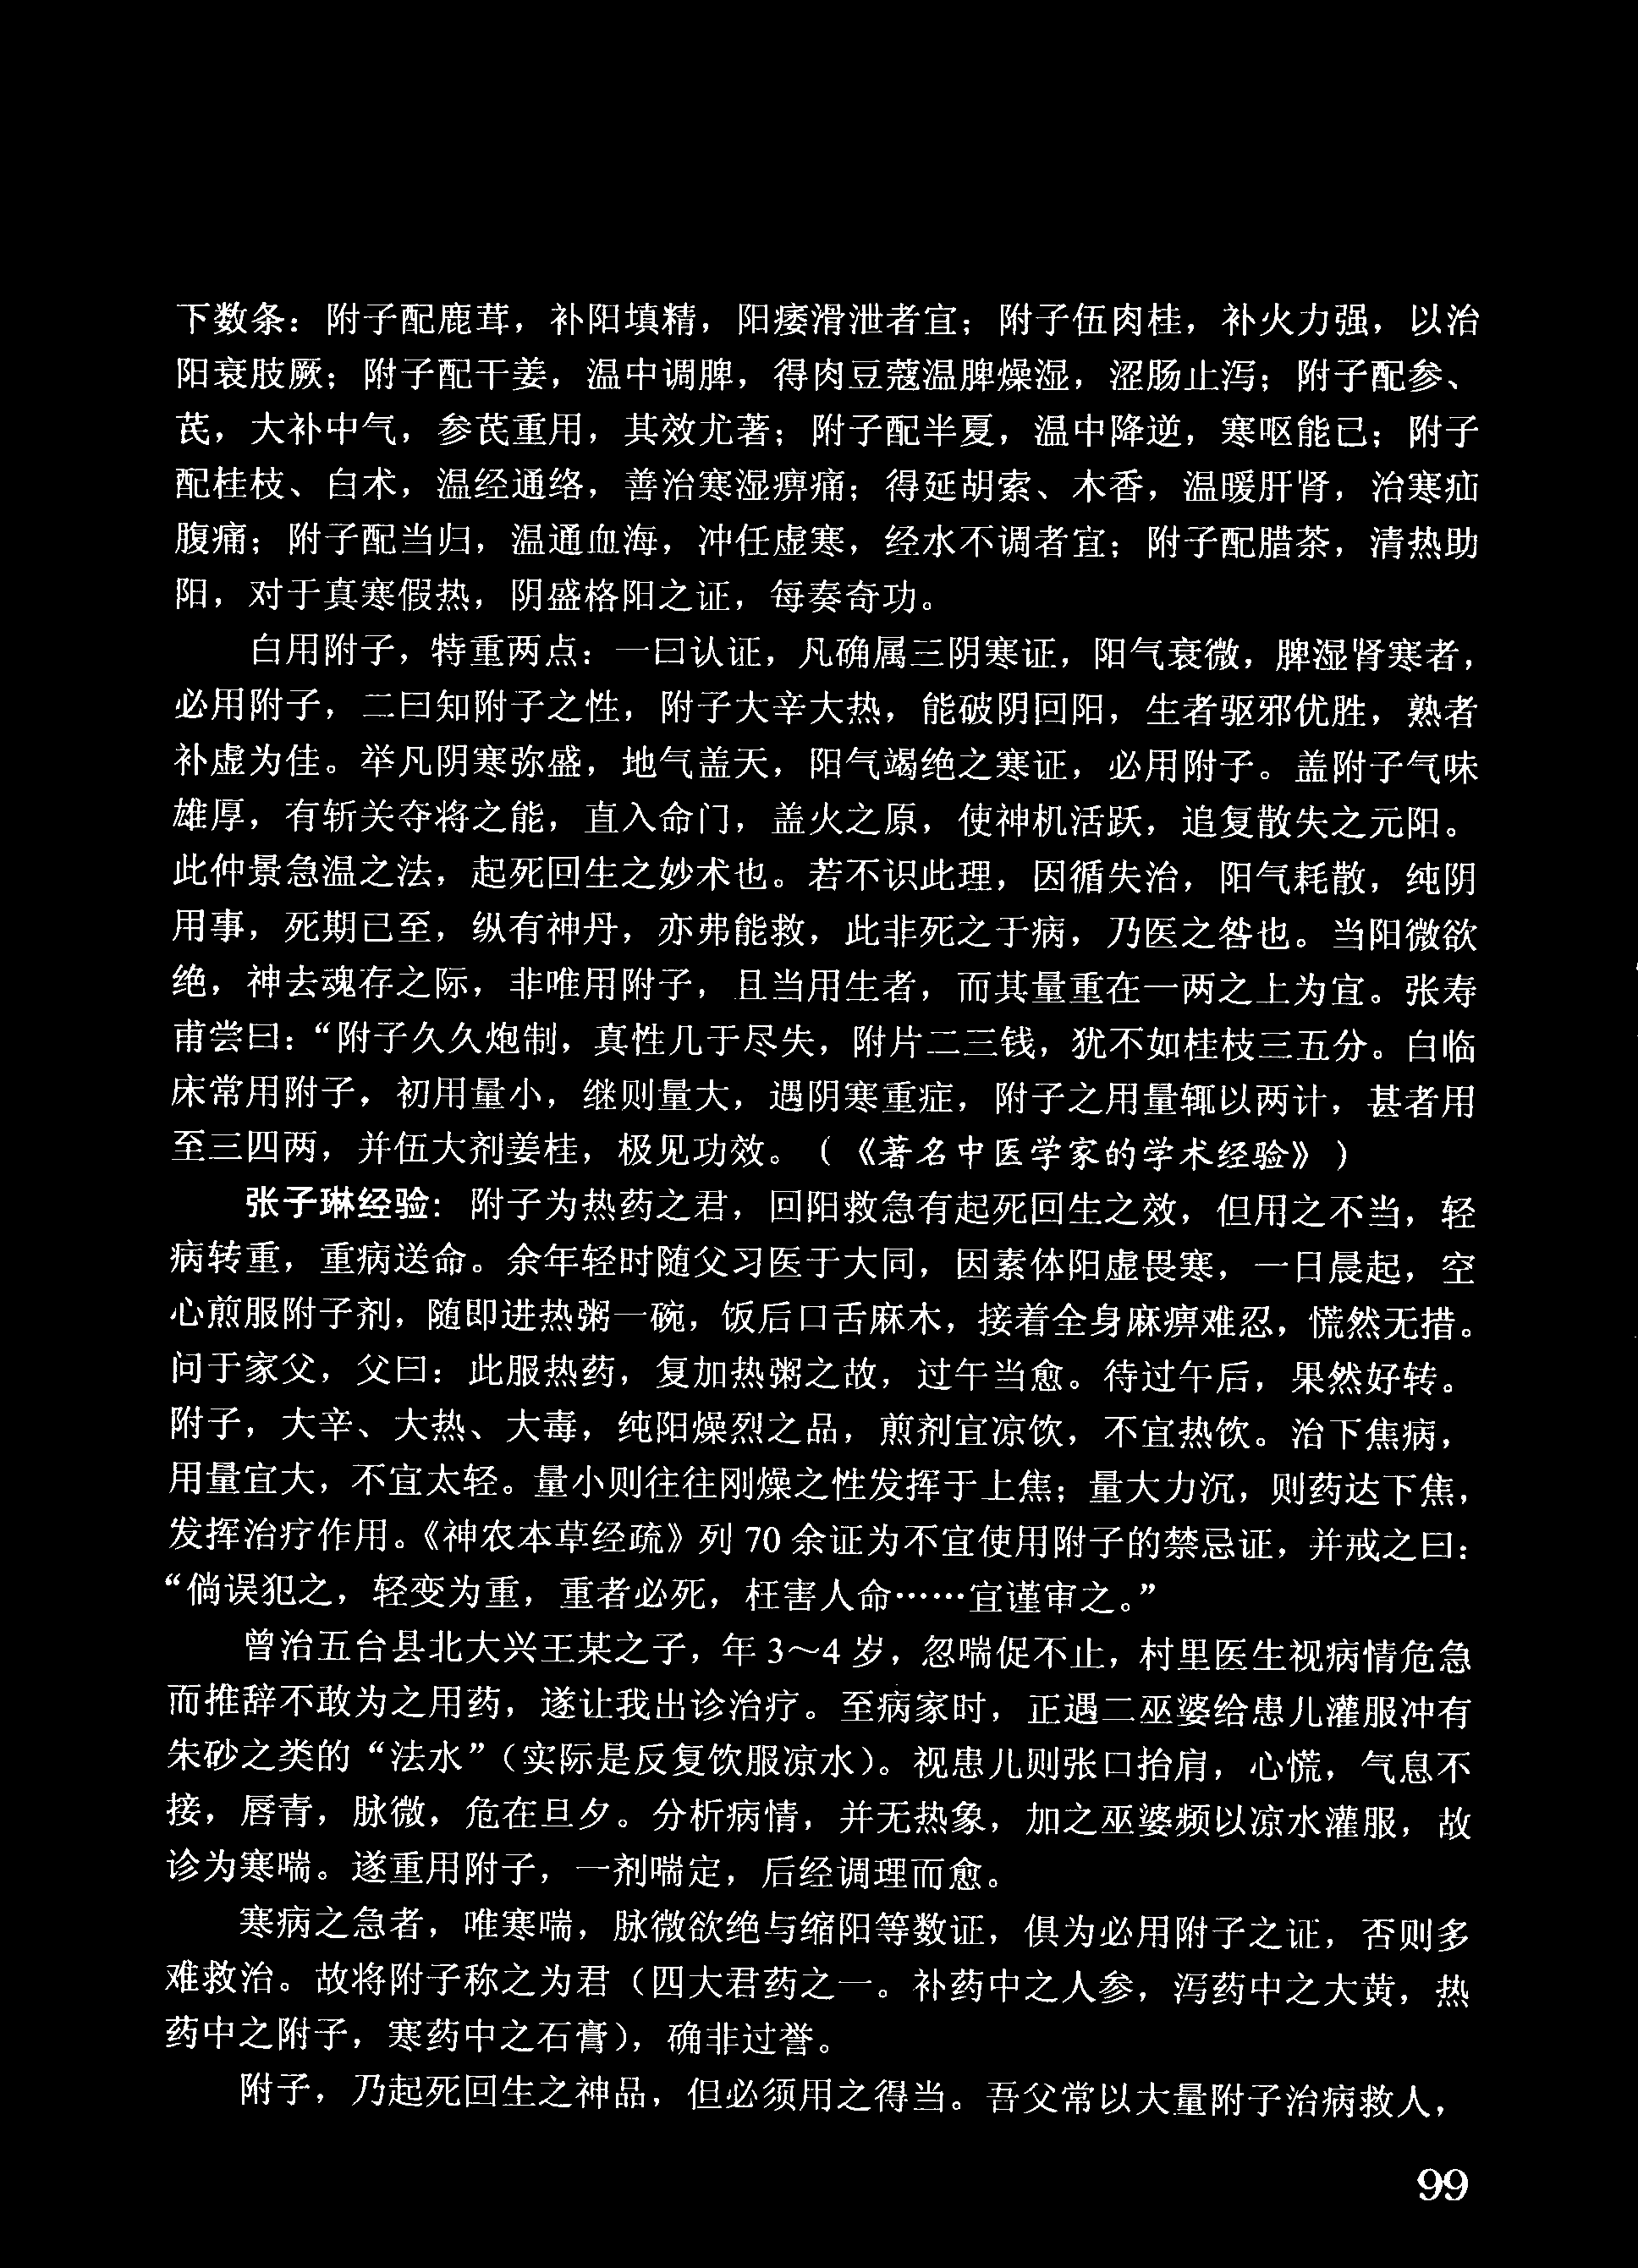 下数条：附子配鹿茸，补阳填精，阳痿滑泄者宜；附子伍肉桂，补火力强，以治
阳衰肢厥；附子配干姜，温中调脾，得肉豆蔻温脾燥湿，涩肠止泻；附子配参、
芪，大补中气，参芪重用，其效尤著；附子配半夏，温中降逆，寒呕能已；附子
配桂枝、白术，温经通络，善治寒湿痹痛；得延胡索、木香，温暖肝肾，治寒疝
腹痛；附子配当归，温通血海，冲任虚寒，经水不调者宜；附子配腊茶，清热助
阳，对于真寒假热，阴盛格阳之证，每奏奇功。
白用附子，特重两点：一曰认证，凡确属三阴寒证，阳气衰微，脾湿肾寒者，
必用附子，二曰知附子之性，附子大辛大热，能破阴回阳，生者驱邪优胜，熟者
补虚为佳。举凡阴寒弥盛，地气盖天，阳气竭绝之寒证，必用附子。盖附子气味
雄厚，有斩关夺将之能，直入命门，盖火之原，使神机活跃，追复散失之元阳。
此仲景急温之法，起死回生之妙术也。若不识此理，因循失治，阳气耗散，纯阴
用事，死期已至，纵有神丹，亦弗能救，此非死之于病，乃医之咎也。当阳微欲
绝，神去魂存之际，非唯用附子，且当用生者，而其量重在一两之上为宜。张寿
甫尝曰：“附子久久炮制，真性几于尽失，附片二三钱，犹不如桂枝三五分。白临
床常用附子，初用量小，继则量大，遇阴寒重症，附子之用量辄以两计，甚者用
至三四两，并伍大剂姜桂，极见功效。（《著名中医学家的学术经验》）
张子琳经验：附子为热药之君，回阳救急有起死回生之效，但用之不当，轻
病转重，重病送命。余年轻时随父习医于大同，因素体阳虚畏寒，一日晨起，空
心煎服附子剂，随即进热粥一碗，饭后口舌麻木，接着全身麻痹难忍，慌然无措。
问于家父，父曰：此服热药，复加热粥之故，过午当愈。待过午后，果然好转。
附子，大辛、大热、大毒，纯阳燥烈之品，煎剂宜凉饮，不宜热饮。治下焦病，
用量宜大，不宜太轻。量小则往往刚燥之性发挥于上焦；量大力沉，则药达下焦，
发挥治疗作用。《神农本草经疏》列 70 余证为不宜使用附子的禁忌证，并戒之曰：
“倘误犯之，轻变为重，重者必死，枉害人命……宜谨审之。”
曾治五台县北大兴王某之子，年 3～4 岁，忽喘促不止，村里医生视病情危急
而推辞不敢为之用药，遂让我出诊治疗。至病家时，正遇二巫婆给患儿灌服冲有
朱砂之类的“法水”（实际是反复饮服凉水）。视患儿则张口抬肩，心慌，气息不
接，唇青，脉微，危在旦夕。分析病情，并无热象，加之巫婆频以凉水灌服，故
诊为寒喘。遂重用附子，一剂喘定，后经调理而愈。
寒病之急者，唯寒喘，脉微欲绝与缩阳等数证，俱为必用附子之证，否则多
难救治。故将附子称之为君（四大君药之一。补药中之人参，泻药中之大黄，热
药中之附子，寒药中之石膏），确非过誉。
附子，乃起死回生之神品，但必须用之得当。吾父常以大量附子治病救人，
99